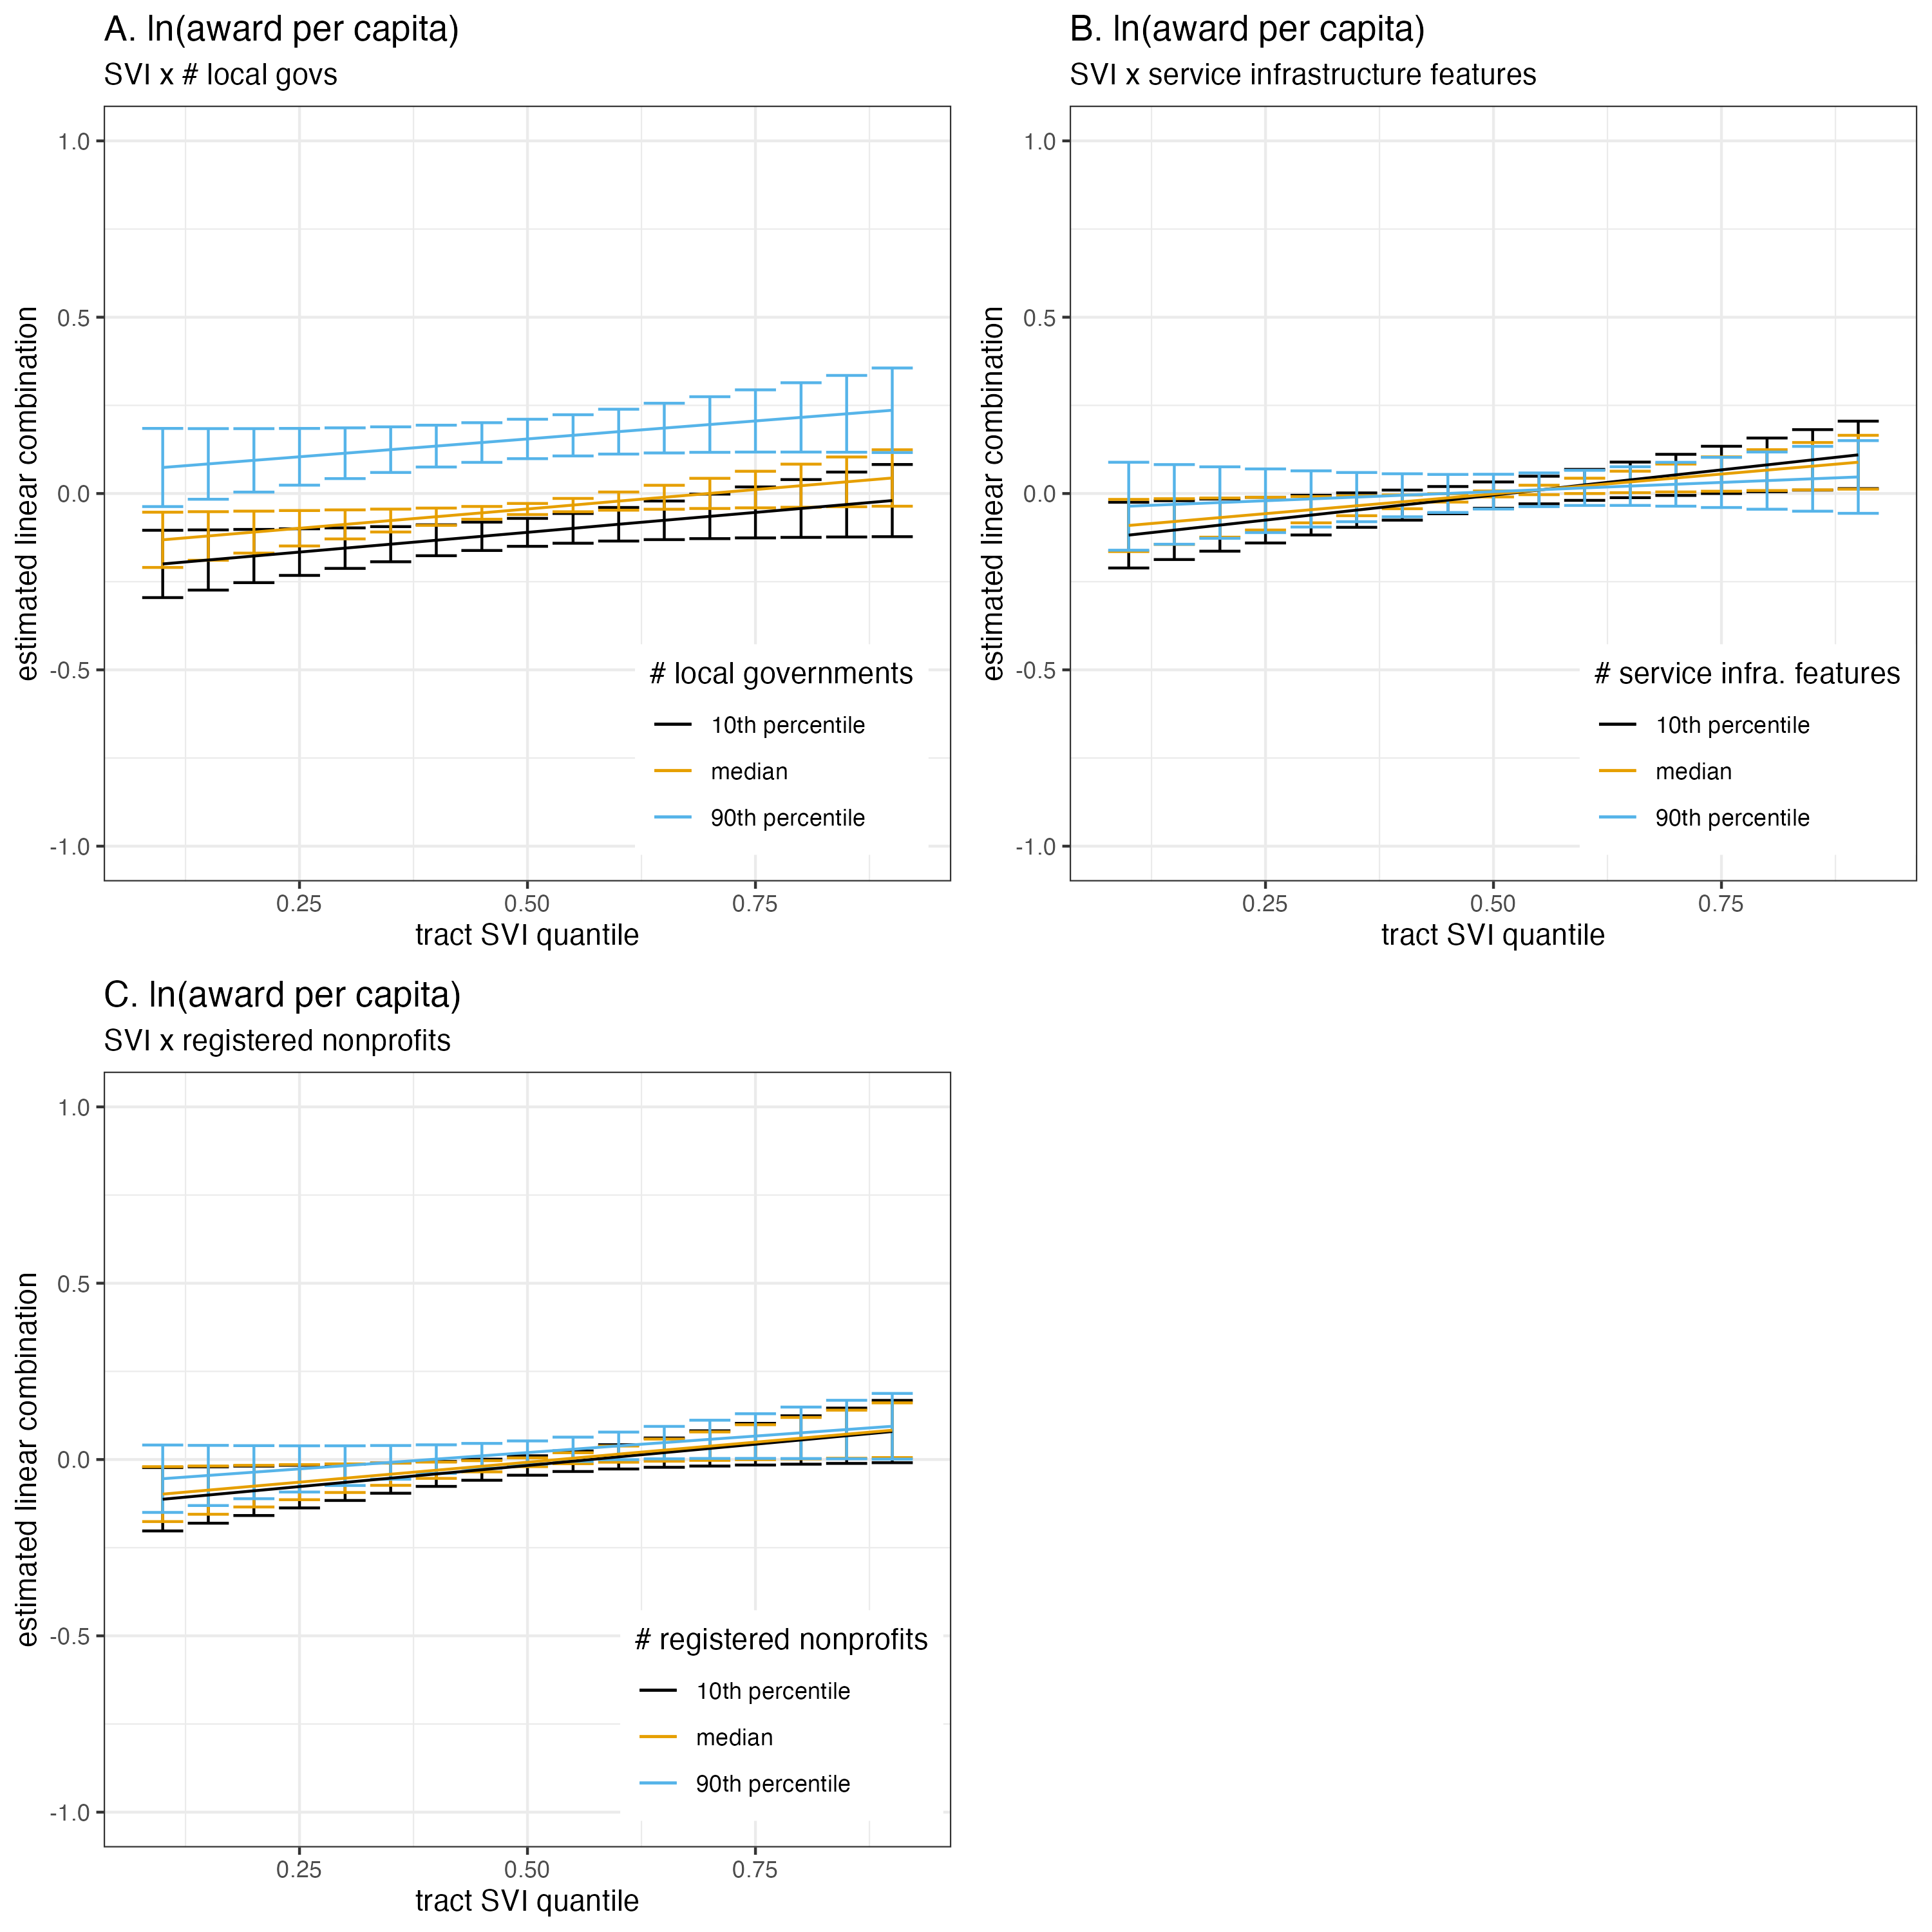 A. ln(award per capita)
SVI x # local govs
estimated linear combination
1.0
0.5
0.0
-0.5
-1.0
# local governments
10th percentile
median
90th percentile
0.25 0.50 0.75
tract SVI quantile
B. ln(award per capita)
SVI x service infrastructure features
estimated linear combination
1.0
0.5
0.0
-0.5
-1.0
# service infra. features
10th percentile
median
90th percentile
0.25 0.50 0.75
tract SVI quantile
C. ln(award per capita)
SVI x registered nonprofits
estimated linear combination
1.0
0.5
0.0
-0.5
-1.0
# registered nonprofits
10th percentile
median
90th percentile
0.25 0.50 0.75
tract SVI quantile